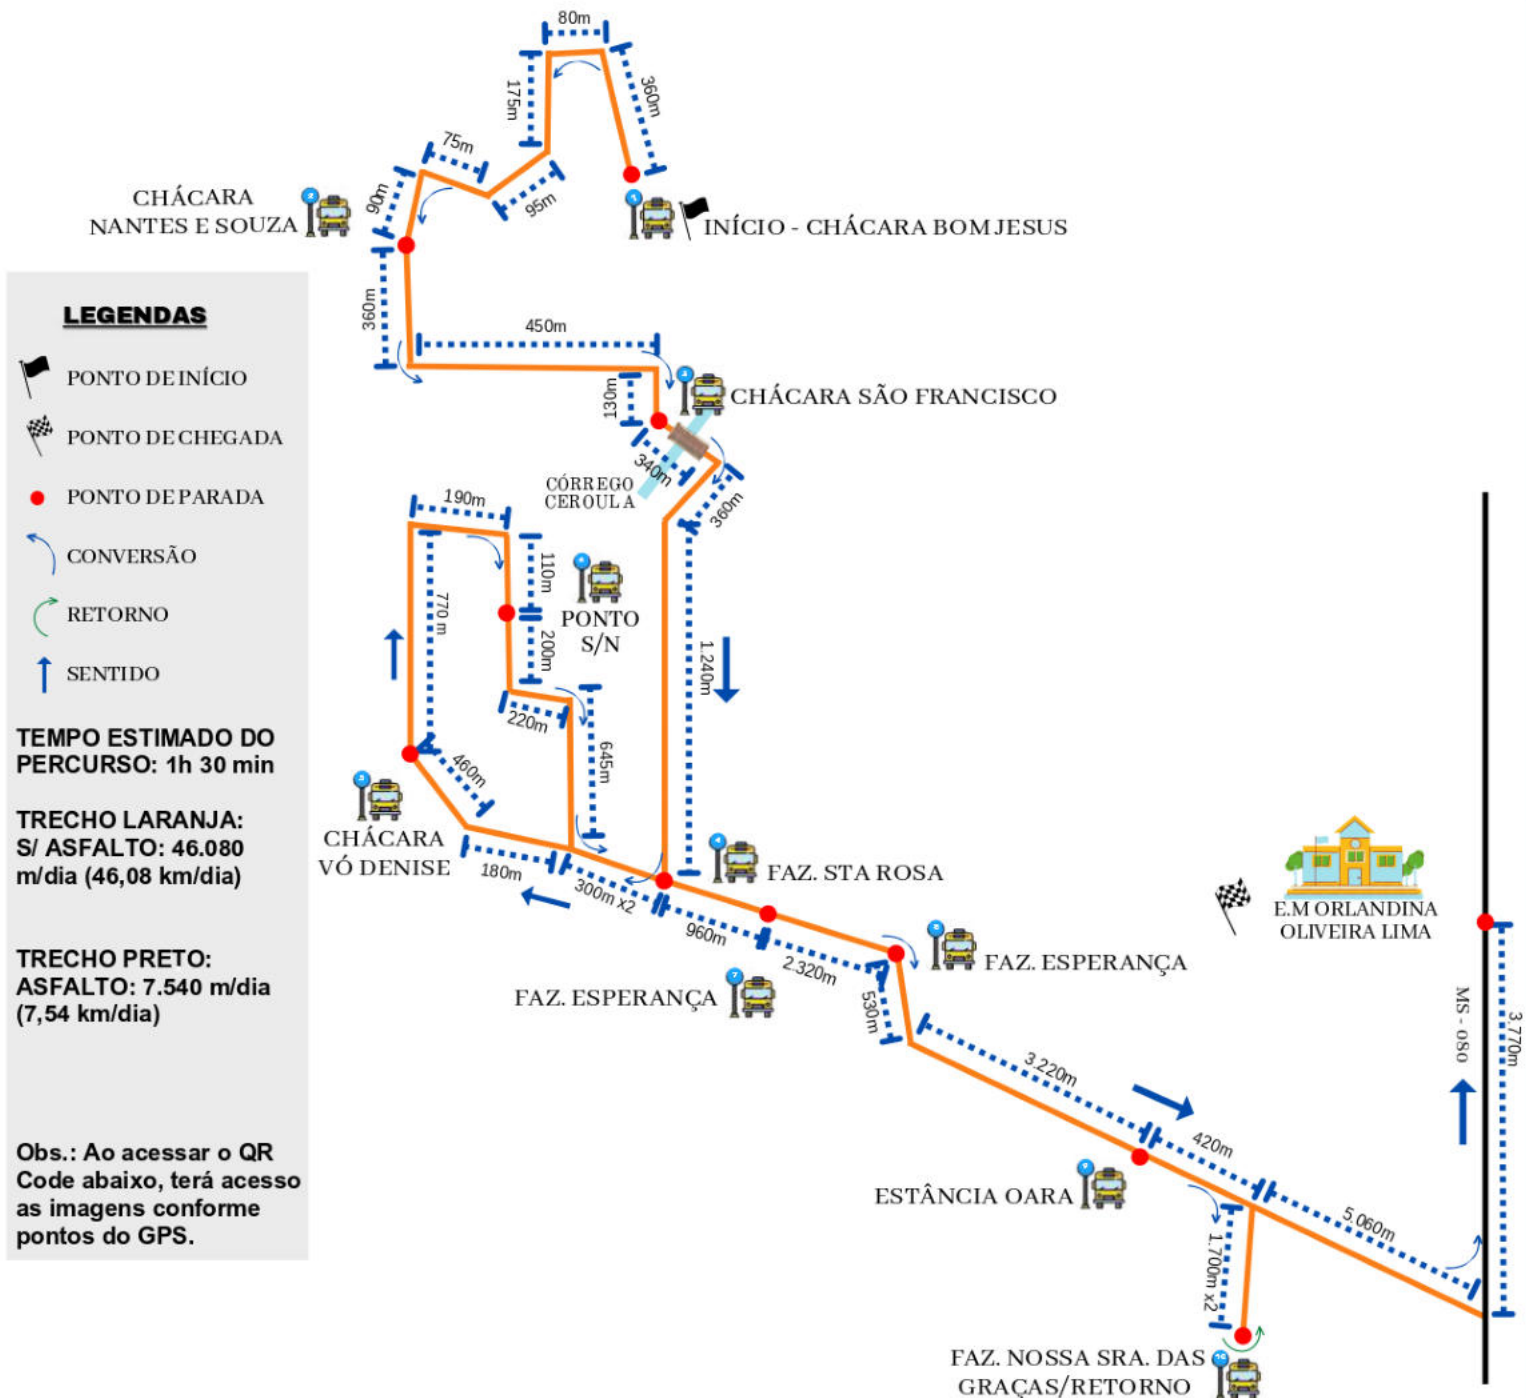 80m
175m
360m
75m
90m
95m
CHÁCARA
NANTES E SOUZA
INÍCIO - CHÁCARA BOM JESUS
360m
450m
130m
CHÁCARA SÃO FRANCISCO
340m
CÓRREGO
CEROULA
360m
LEGENDAS
PONTO DE INÍCIO
PONTO DE CHEGADA
PONTO DE PARADA
CONVERSÃO
RETORNO
SENTIDO
TEMPO ESTIMADO DO
PERCURSO: 1h 30 min
TRECHO LARANJA:
S/ ASFALTO: 46.080
m/dia (46,08 km/dia)
TRECHO PRETO:
ASFALTO: 7.540 m/dia
(7,54 km/dia)
Obs.: Ao acessar o QR
Code abaixo, terá acesso
as imagens conforme
pontos do GPS.
190m
110m
PONTO
S/N
770 m
200m
1.240m
220m
645m
460m
CHÁCARA
VÓ DENISE
180m
300m x2
FAZ. STA ROSA
960m
2.320m
FAZ. ESPERANÇA
FAZ. ESPERANÇA
530m
E.M ORLANDINA
OLIVEIRA LIMA
MS - 080
3.770m
3.220m
420m
ESTÂNCIA OARA
5.060m
1.700m x2
FAZ. NOSSA SRA. DAS
GRAÇAS/RETORNO